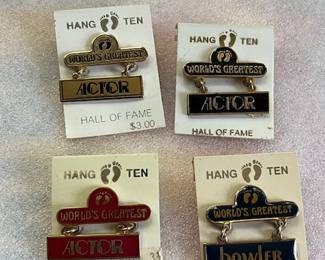 HANG TEN
WORLD'S GREATEST
ACTOR
HALL OF FAME
$3.00
HANG TEN
WORLD'S GREATEST
ACTOR
HALL OF FAME
HANG TEN
WORLD'S GREATEST
ACTOR
HANG TEN
WORLD'S GREATEST
bowLER